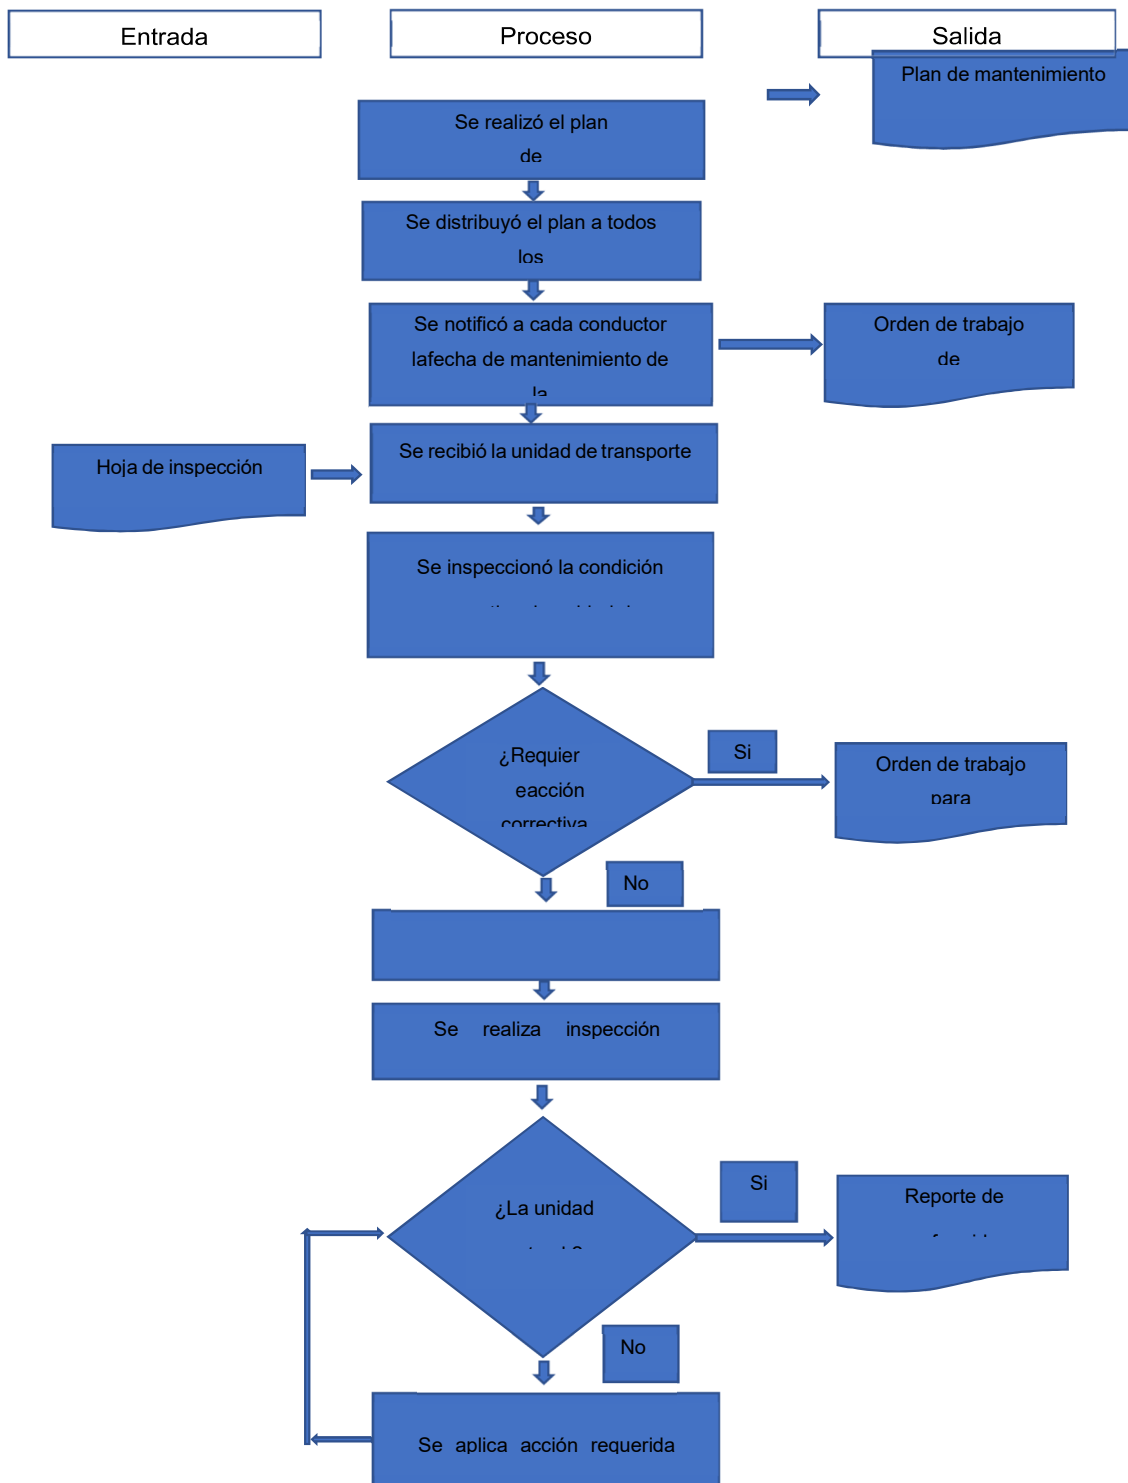 Entrada
Proceso
Salida
Plan de mantenimiento
Se realizó el plan
de
Se distribuyó el plan a todos
los
Se notificó a cada conductor
lafecha de mantenimiento de
la
Orden de trabajo
de
Hoja de inspección
Se recibió la unidad de transporte
Se inspeccionó la condición
¿Requier
eacción
correctiva
Si
Orden de trabajo
para
No
Se realiza inspección
¿La unidad
Si
Reporte de
No
Se aplica acción requerida